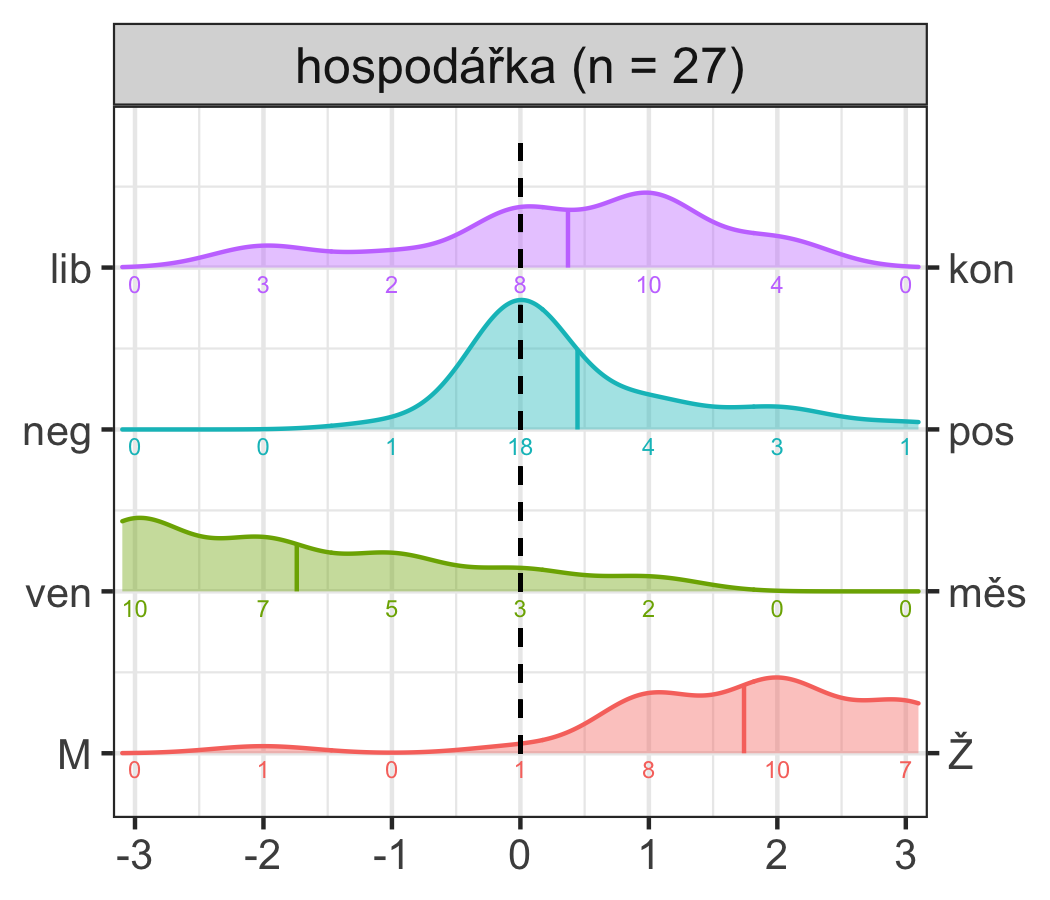 hospodářka (n = 27)
lib kon
0 3 2 8 10 4 0
neg pos
0 0 1 18 4 3 1
ven měs
10 7 5 3 2 0 0
M Ž
0 1 0 1 8 10 7
-3 -2 -1 0 1 2 3